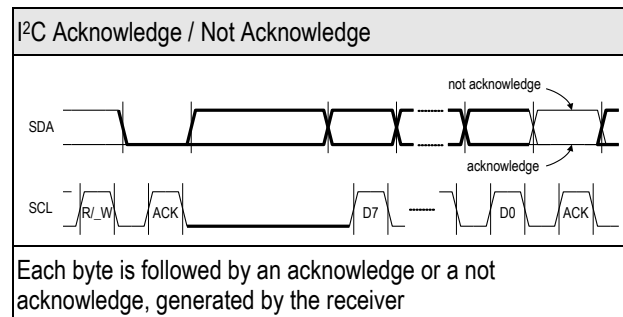 I²C Acknowledge / Not Acknowledge
not acknowledge
SDA
acknowledge
SCL R/_W ACK D7 D0 ACK
Each byte is followed by an acknowledge or a not
acknowledge, generated by the receiver